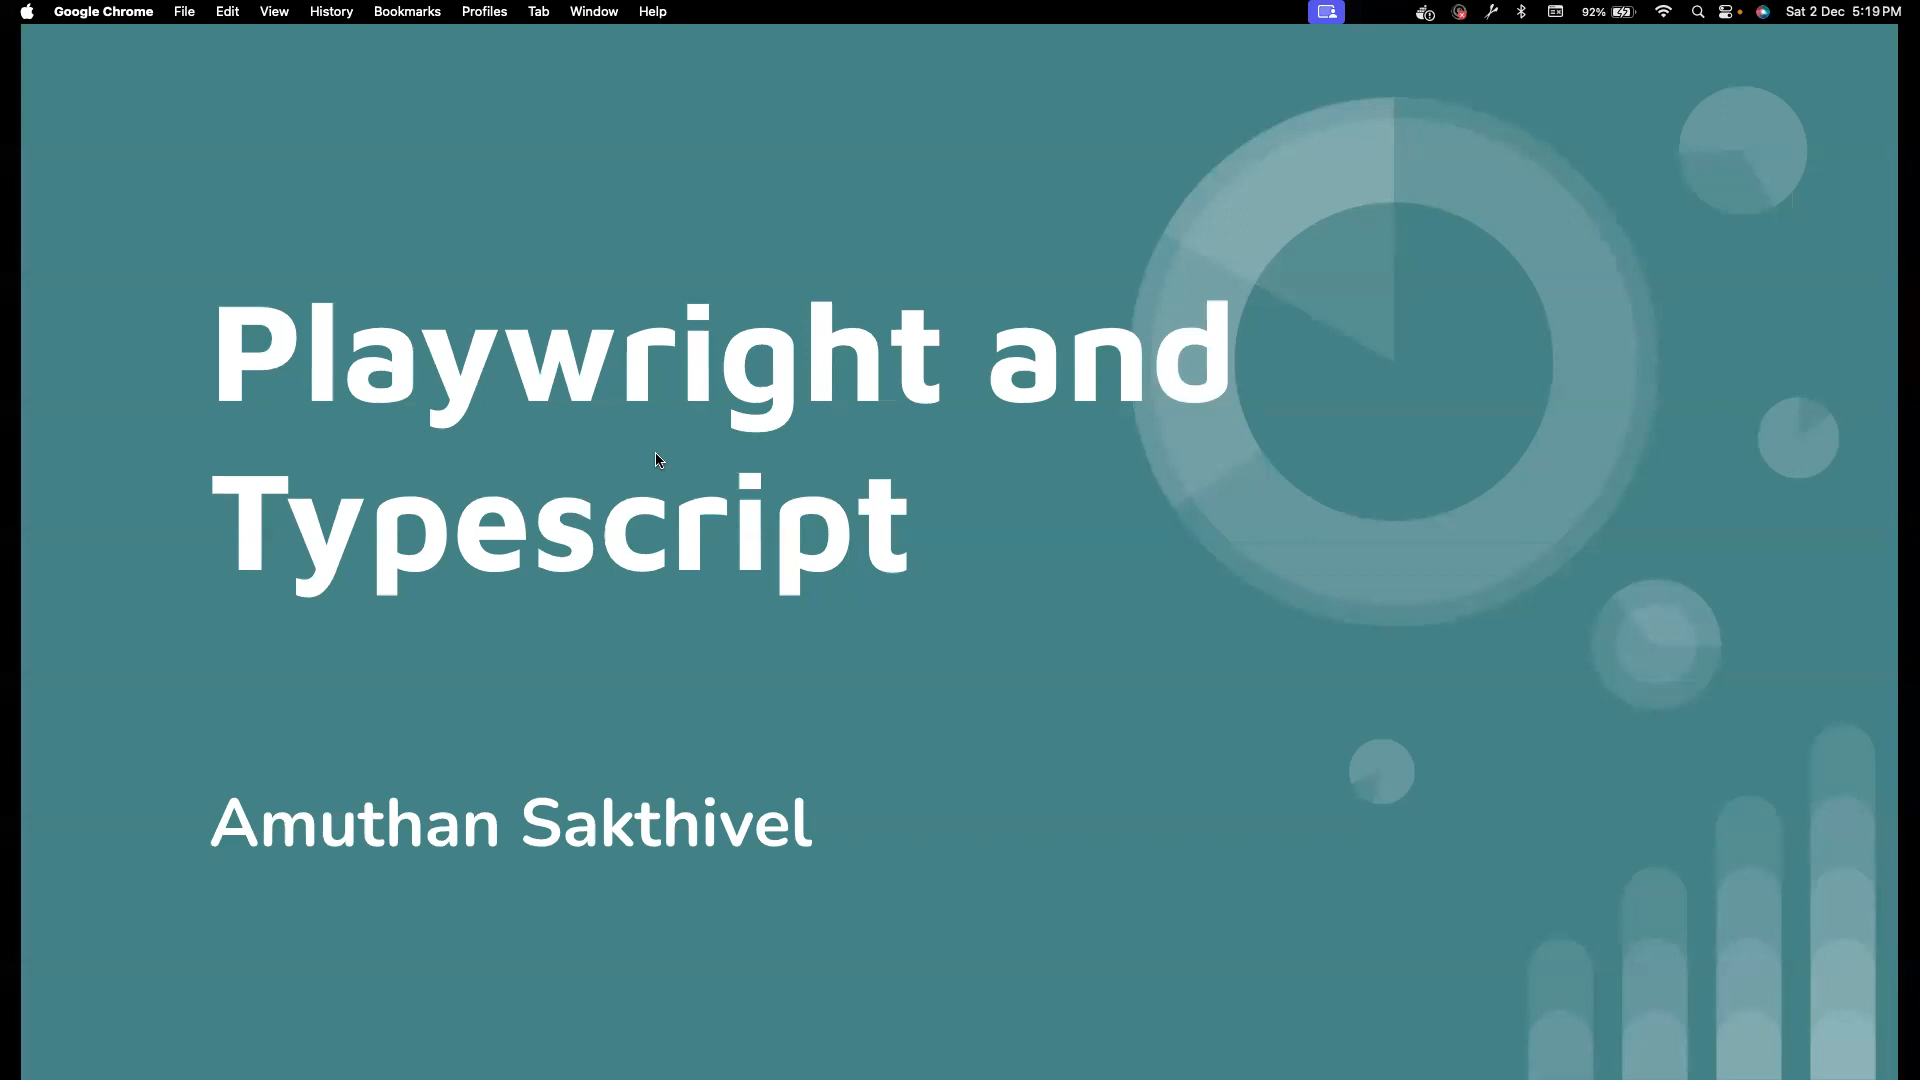 Google Chrome File Edit View History Bookmarks Profiles Tab Window Help 92% Sat 2 Dec 5:19 PM
Playwright and
Typescript
Amuthan Sakthivel